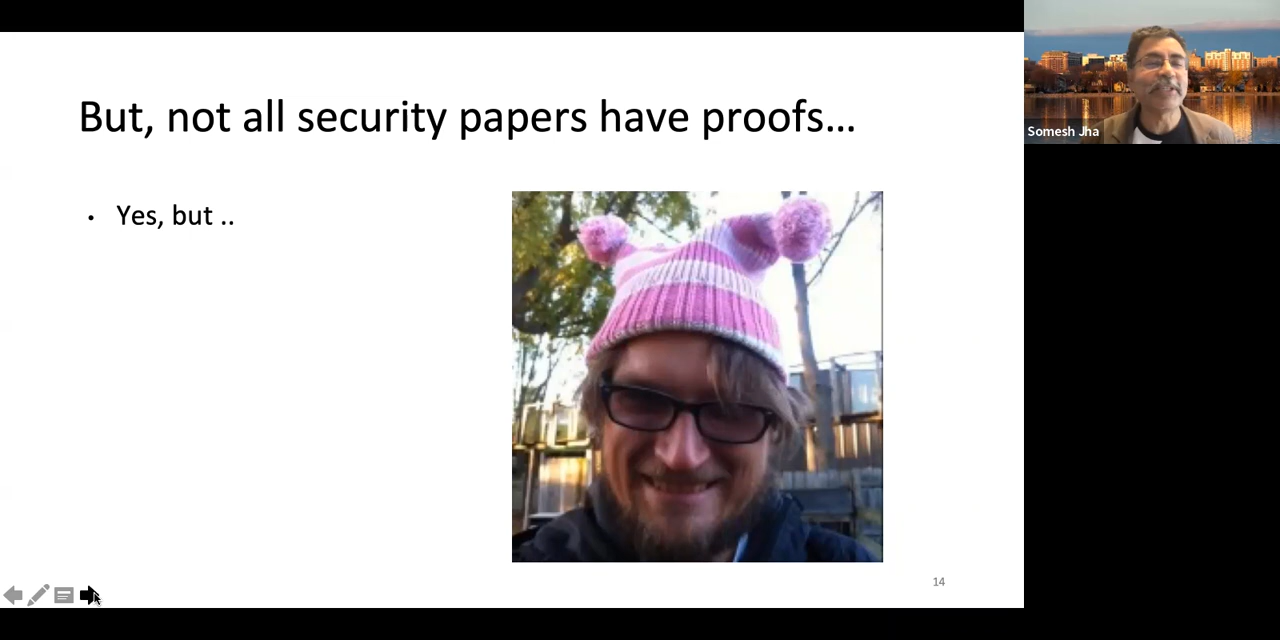 But, not all security papers have proofs...
• Yes, but ..
14
Somesh Jha